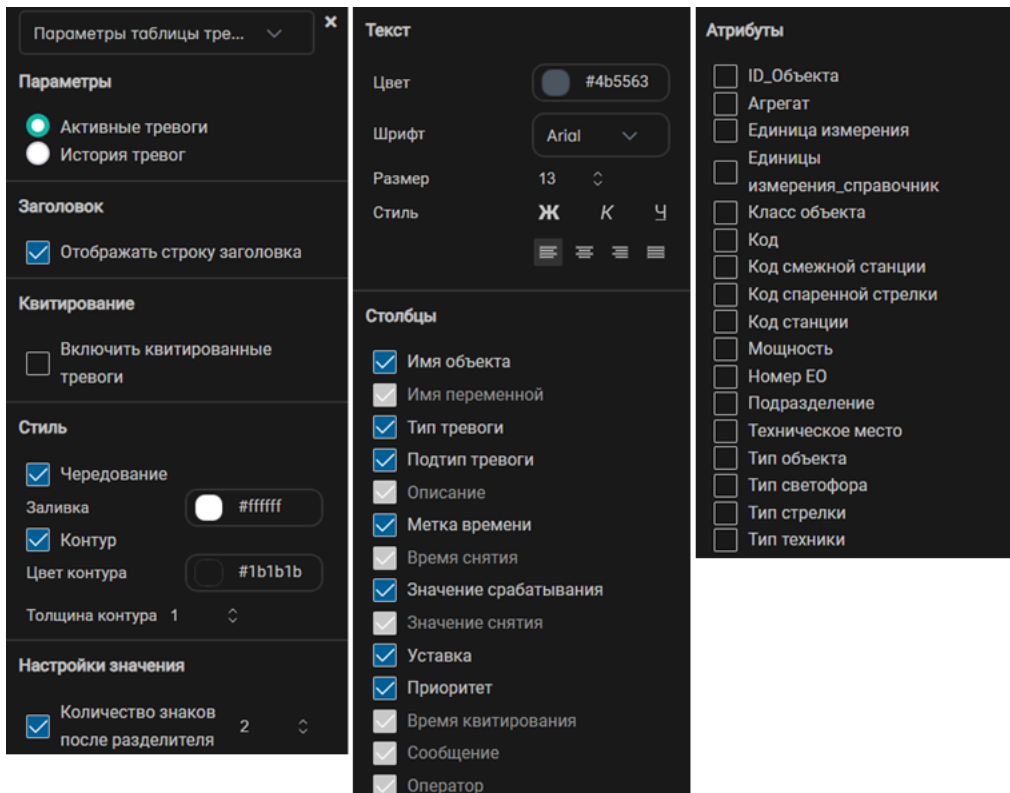 Параметры таблицы тре...
Параметры
Активные тревоги
История тревог
Заголовок
Отображать строку заголовка
Квитирование
Включить квитированные
тревоги
Стиль
Чередование
Заливка #ffffff
Контур
Цвет контура #1b1b1b
Толщина контура 1
Настройки значения
Количество знаков
после разделителя 2
Текст
Цвет #4b5563
Шрифт Arial
Размер 13
Стиль Ж К Ч
Столбцы
Имя объекта
Имя переменной
Тип тревоги
Подтип тревоги
Описание
Метка времени
Время снятия
Значение срабатывания
Значение снятия
Уставка
Приоритет
Время квитирования
Сообщение
Оператор
Атрибуты
ID_Объекта
Агрегат
Единица измерения
Единицы
измерения_справочник
Класс объекта
Код
Код смежной станции
Код спаренной стрелки
Код станции
Мощность
Номер ЕО
Подразделение
Техническое место
Тип объекта
Тип светофора
Тип стрелки
Тип техники